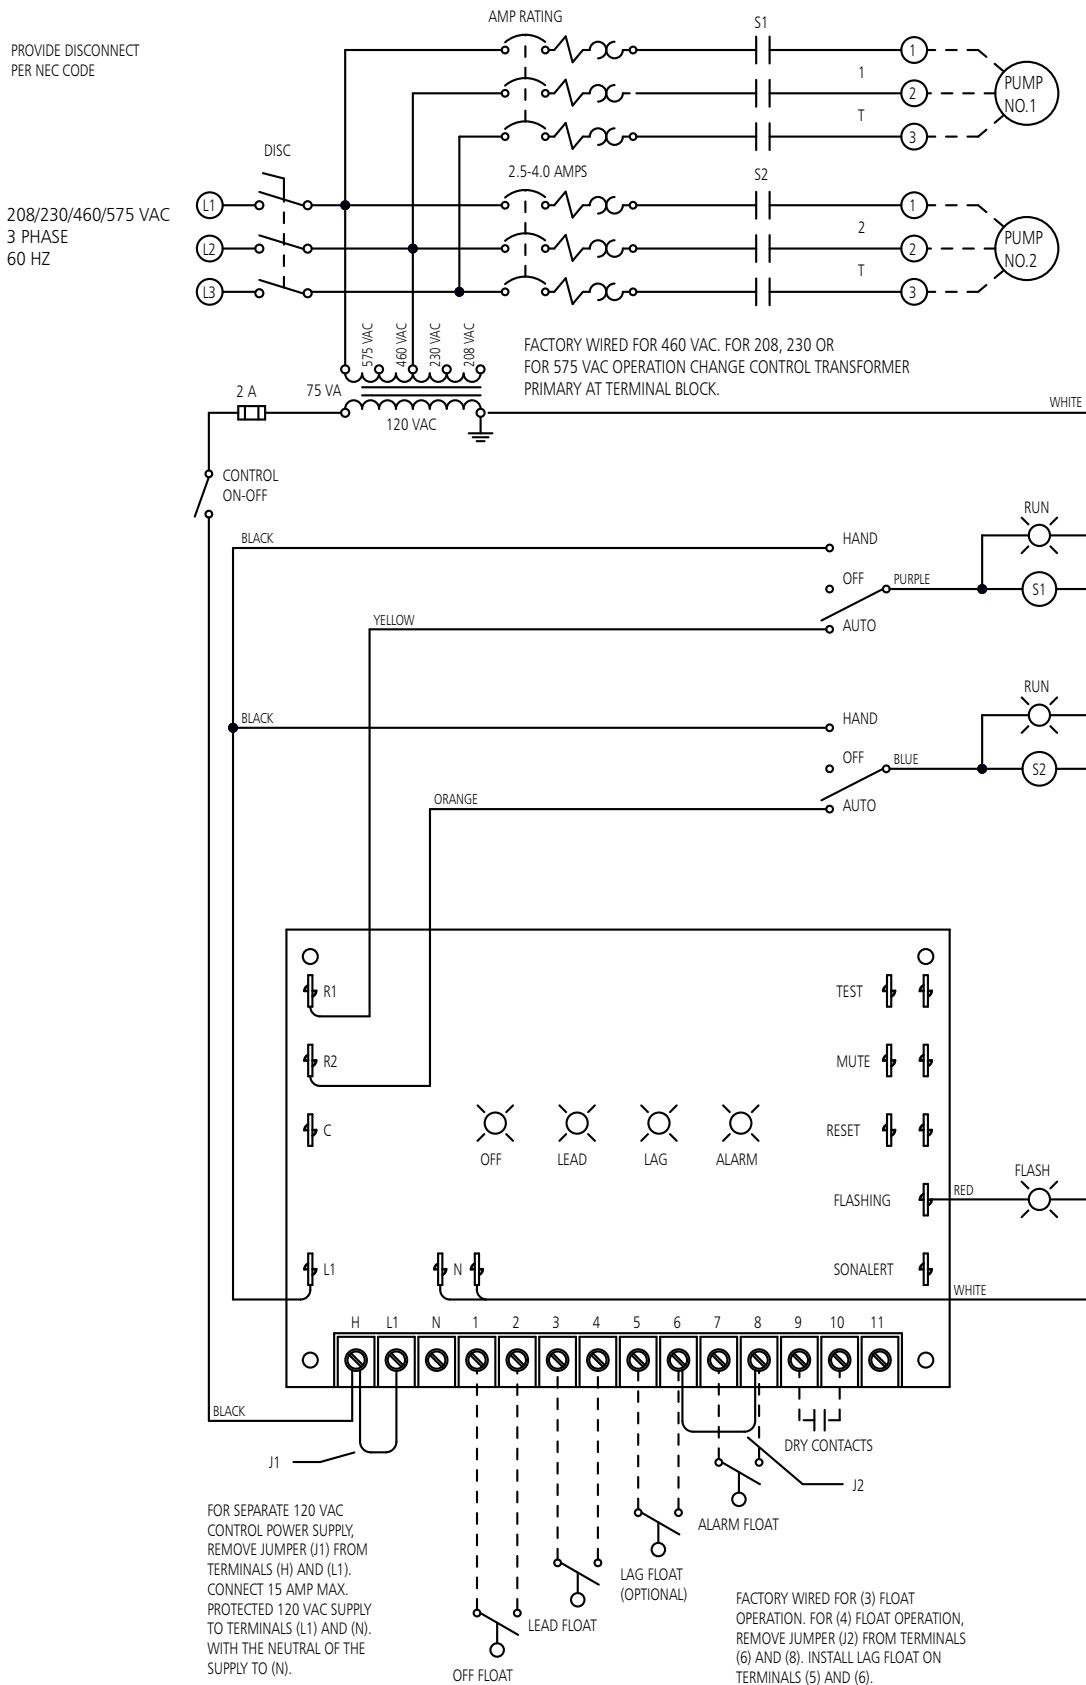 AMP RATING
S1
PROVIDE DISCONNECT
PER NEC CODE
1
1
2
T
3
PUMP
NO.1
DISC
2.5-4.0 AMPS
S2
208/230/460/575 VAC
3 PHASE
60 HZ
L1
L2
L3
1
2
2
T
3
PUMP
NO.2
575 VAC
460 VAC
230 VAC
208 VAC
FACTORY WIRED FOR 460 VAC. FOR 208, 230 OR
FOR 575 VAC OPERATION CHANGE CONTROL TRANSFORMER
PRIMARY AT TERMINAL BLOCK.
2 A
75 VA
120 VAC
WHITE
CONTROL
ON-OFF
BLACK
HAND
RUN
OFF
PURPLE
S1
YELLOW
AUTO
RUN
BLACK
HAND
OFF
BLUE
S2
ORANGE
AUTO
R1
TEST
R2
MUTE
C
RESET
OFF
LEAD
LAG
ALARM
FLASHING
RED
FLASH
L1
N
SONALERT
WHITE
H L1 N 1 2 3 4 5 6 7 8 9 10 11
BLACK
DRY CONTACTS
J1
J2
FOR SEPARATE 120 VAC
CONTROL POWER SUPPLY,
REMOVE JUMPER (J1) FROM
TERMINALS (H) AND (L1).
CONNECT 15 AMP MAX.
PROTECTED 120 VAC SUPPLY
TO TERMINALS (L1) AND (N).
WITH THE NEUTRAL OF THE
SUPPLY TO (N).
ALARM FLOAT
LAG FLOAT
(OPTIONAL)
LEAD FLOAT
OFF FLOAT
FACTORY WIRED FOR (3) FLOAT
OPERATION. FOR (4) FLOAT OPERATION,
REMOVE JUMPER (J2) FROM TERMINALS
(6) AND (8). INSTALL LAG FLOAT ON
TERMINALS (5) AND (6).